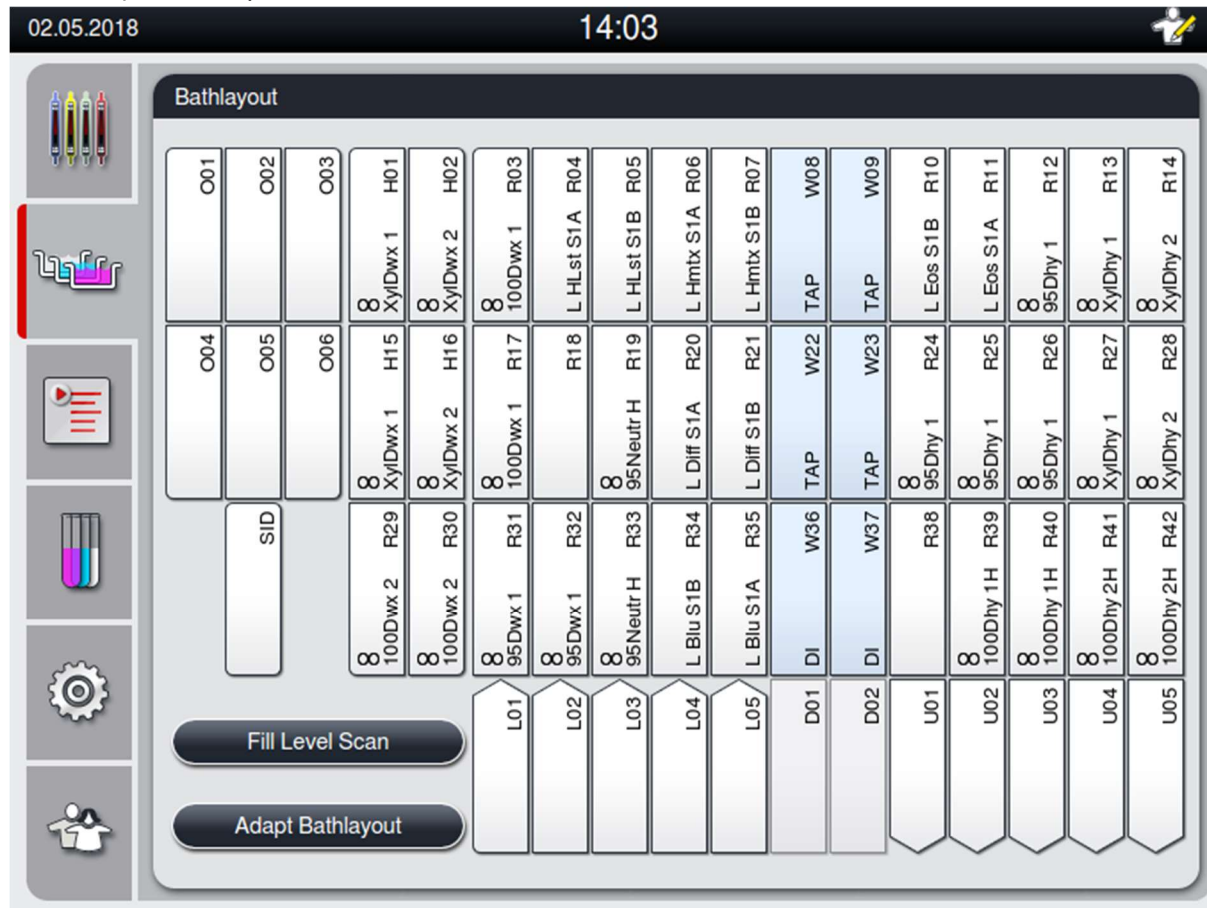 02.05.2018
14:03
Bathlayout
O01
O02
O03
H01 XylDwx 1 ∞
H02 XylDwx 2 ∞
R03 100Dwx 1 ∞
R04 L HLst S1A
R05 L HLst S1B
R06 L Hmtx S1A
R07 L Hmtx S1B
W08 TAP
W09 TAP
R10 L Eos S1B
R11 L Eos S1A
R12 95Dhy 1 ∞
R13 XylDhy 1 ∞
R14 XylDhy 2 ∞
O04
O05
O06
H15 XylDwx 1 ∞
H16 XylDwx 2 ∞
R17 100Dwx 1 ∞
R18
R19 95Neutr H ∞
R20 L Diff S1A
R21 L Diff S1B
W22 TAP
W23 TAP
R24 95Dhy 1 ∞
R25 95Dhy 1 ∞
R26 95Dhy 1 ∞
R27 XylDhy 1 ∞
R28 XylDhy 2 ∞
SID
R29 100Dwx 2 ∞
R30 100Dwx 2 ∞
R31 95Dwx 1 ∞
R32 95Dwx 1 ∞
R33 95Neutr H ∞
R34 L Blu S1B
R35 L Blu S1A
W36 DI
W37 DI
R38
R39 100Dhy 1H ∞
R40 100Dhy 1H ∞
R41 100Dhy 2H ∞
R42 100Dhy 2H ∞
L01
L02
L03
L04
L05
D01
D02
U01
U02
U03
U04
U05
Fill Level Scan
Adapt Bathlayout